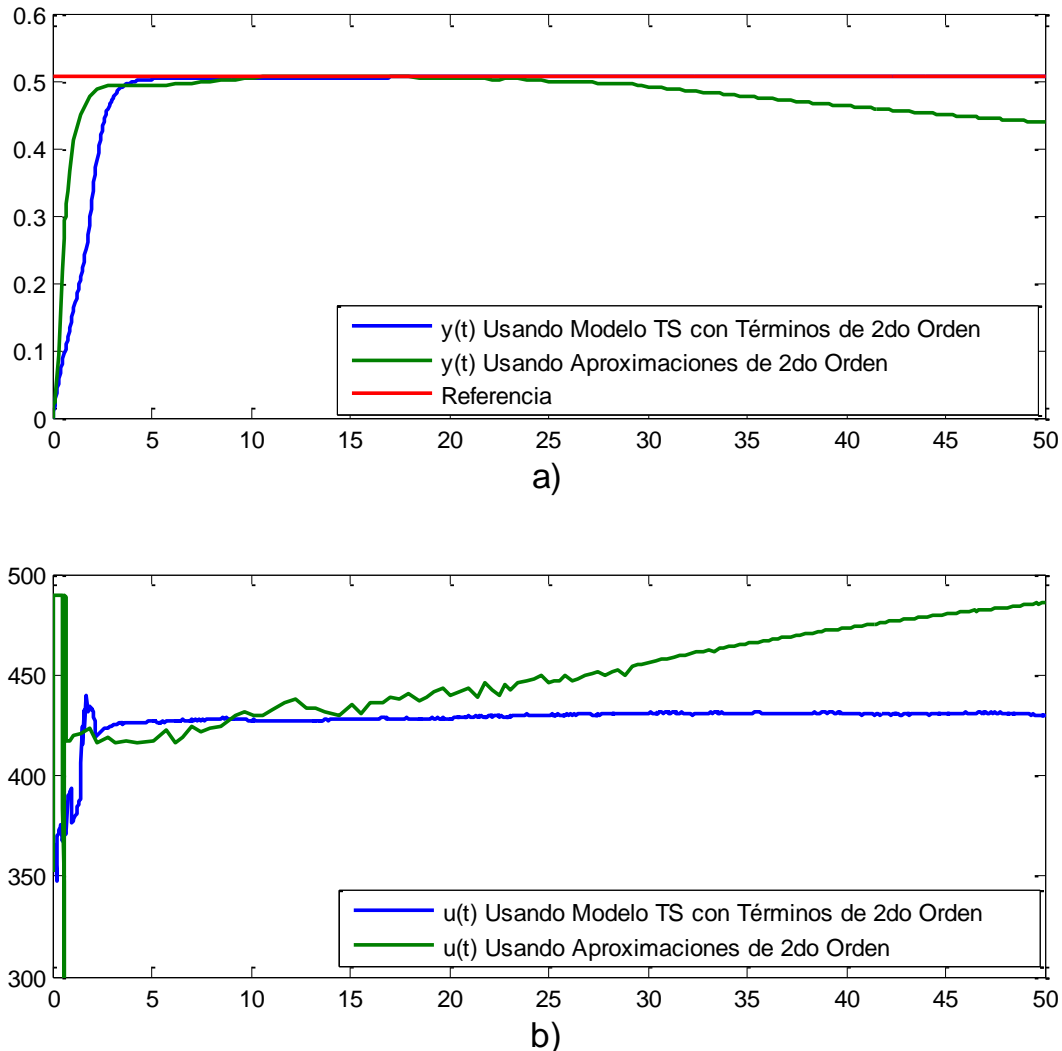 0.6
0.5
0.4
0.3
0.2
0.1
0
y(t) Usando Modelo TS con Términos de 2do Orden
y(t) Usando Aproximaciones de 2do Orden
Referencia
0 5 10 15 20 25 30 35 40 45 50
a)
500
450
400
350
300
u(t) Usando Modelo TS con Términos de 2do Orden
u(t) Usando Aproximaciones de 2do Orden
0 5 10 15 20 25 30 35 40 45 50
b)